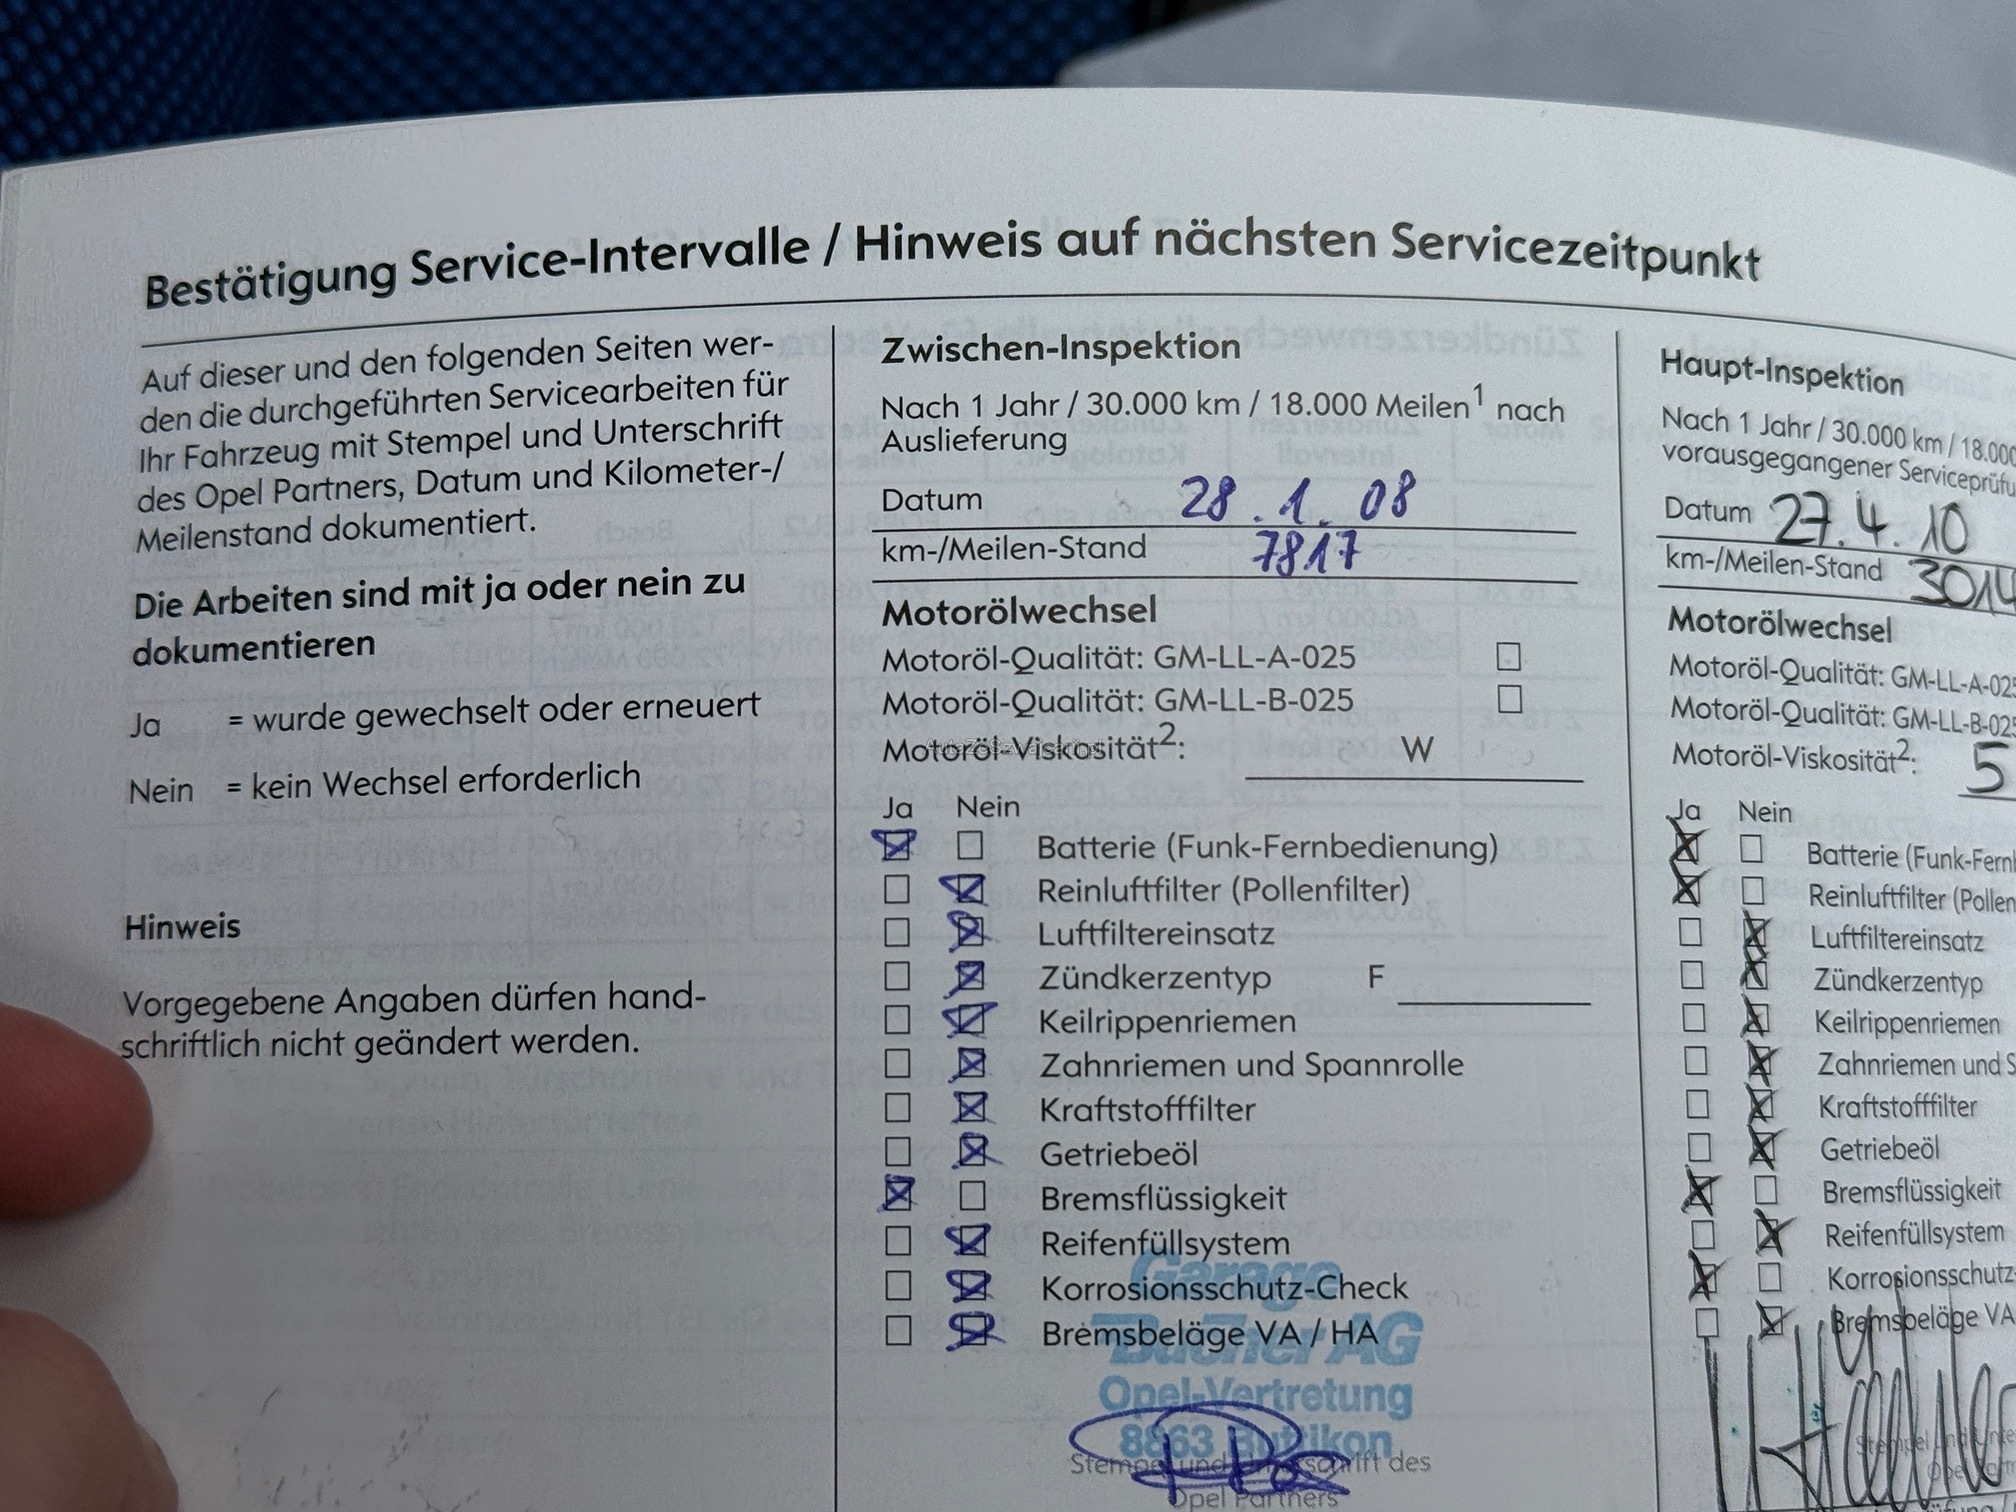 Bestätigung Service-Intervalle / Hinweis auf nächsten Servicezeitpunkt
Auf dieser und den folgenden Seiten wer-
den die durchgeführten Servicearbeiten für
Ihr Fahrzeug mit Stempel und Unterschrift
des Opel Partners, Datum und Kilometer-/
Meilenstand dokumentiert.
Die Arbeiten sind mit ja oder nein zu
dokumentieren
Ja = wurde gewechselt oder erneuert
Nein = kein Wechsel erforderlich
Hinweis
Vorgegebene Angaben dürfen hand-
schriftlich nicht geändert werden.
Zwischen-Inspektion
Nach 1 Jahr / 30.000 km / 18.000 Meilen1 nach
Auslieferung
Datum 28.1.08
km-/Meilen-Stand 7817
Motorölwechsel
Motoröl-Qualität: GM-LL-A-025
Motoröl-Qualität: GM-LL-B-025
Motoröl-Viskosität2: W
AutaZeSzwajcarii.pl
Ja Nein
Batterie (Funk-Fernbedienung)
Reinluftfilter (Pollenfilter)
Luftfiltereinsatz
Zündkerzentyp F
Keilrippenriemen
Zahnriemen und Spannrolle
Kraftstofffilter
Getriebeöl
Bremsflüssigkeit
Reifenfüllsystem
Korrosionsschutz-Check
Bremsbeläge VA / HA
Garage
AG
Opel-Vertretung
8863 Buttikon
Stempel und Unterschrift des
Opel Partners
Haupt-Inspektion
Nach 1 Jahr / 30.000 km / 18.000
vorausgegangener Serviceprüfu
Datum 27.4.10
km-/Meilen-Stand 3014
Motorölwechsel
Motoröl-Qualität: GM-LL-A-025
Motoröl-Qualität: GM-LL-B-025
Motoröl-Viskosität2: 5
Ja Nein
Batterie (Funk-Fern
Reinluftfilter (Pollen
Luftfiltereinsatz
Zündkerzentyp
Keilrippenriemen
Zahnriemen und S
Kraftstofffilter
Getriebeöl
Bremsflüssigkeit
Reifenfüllsystem
Korrosionsschutz-
Bremsbeläge VA